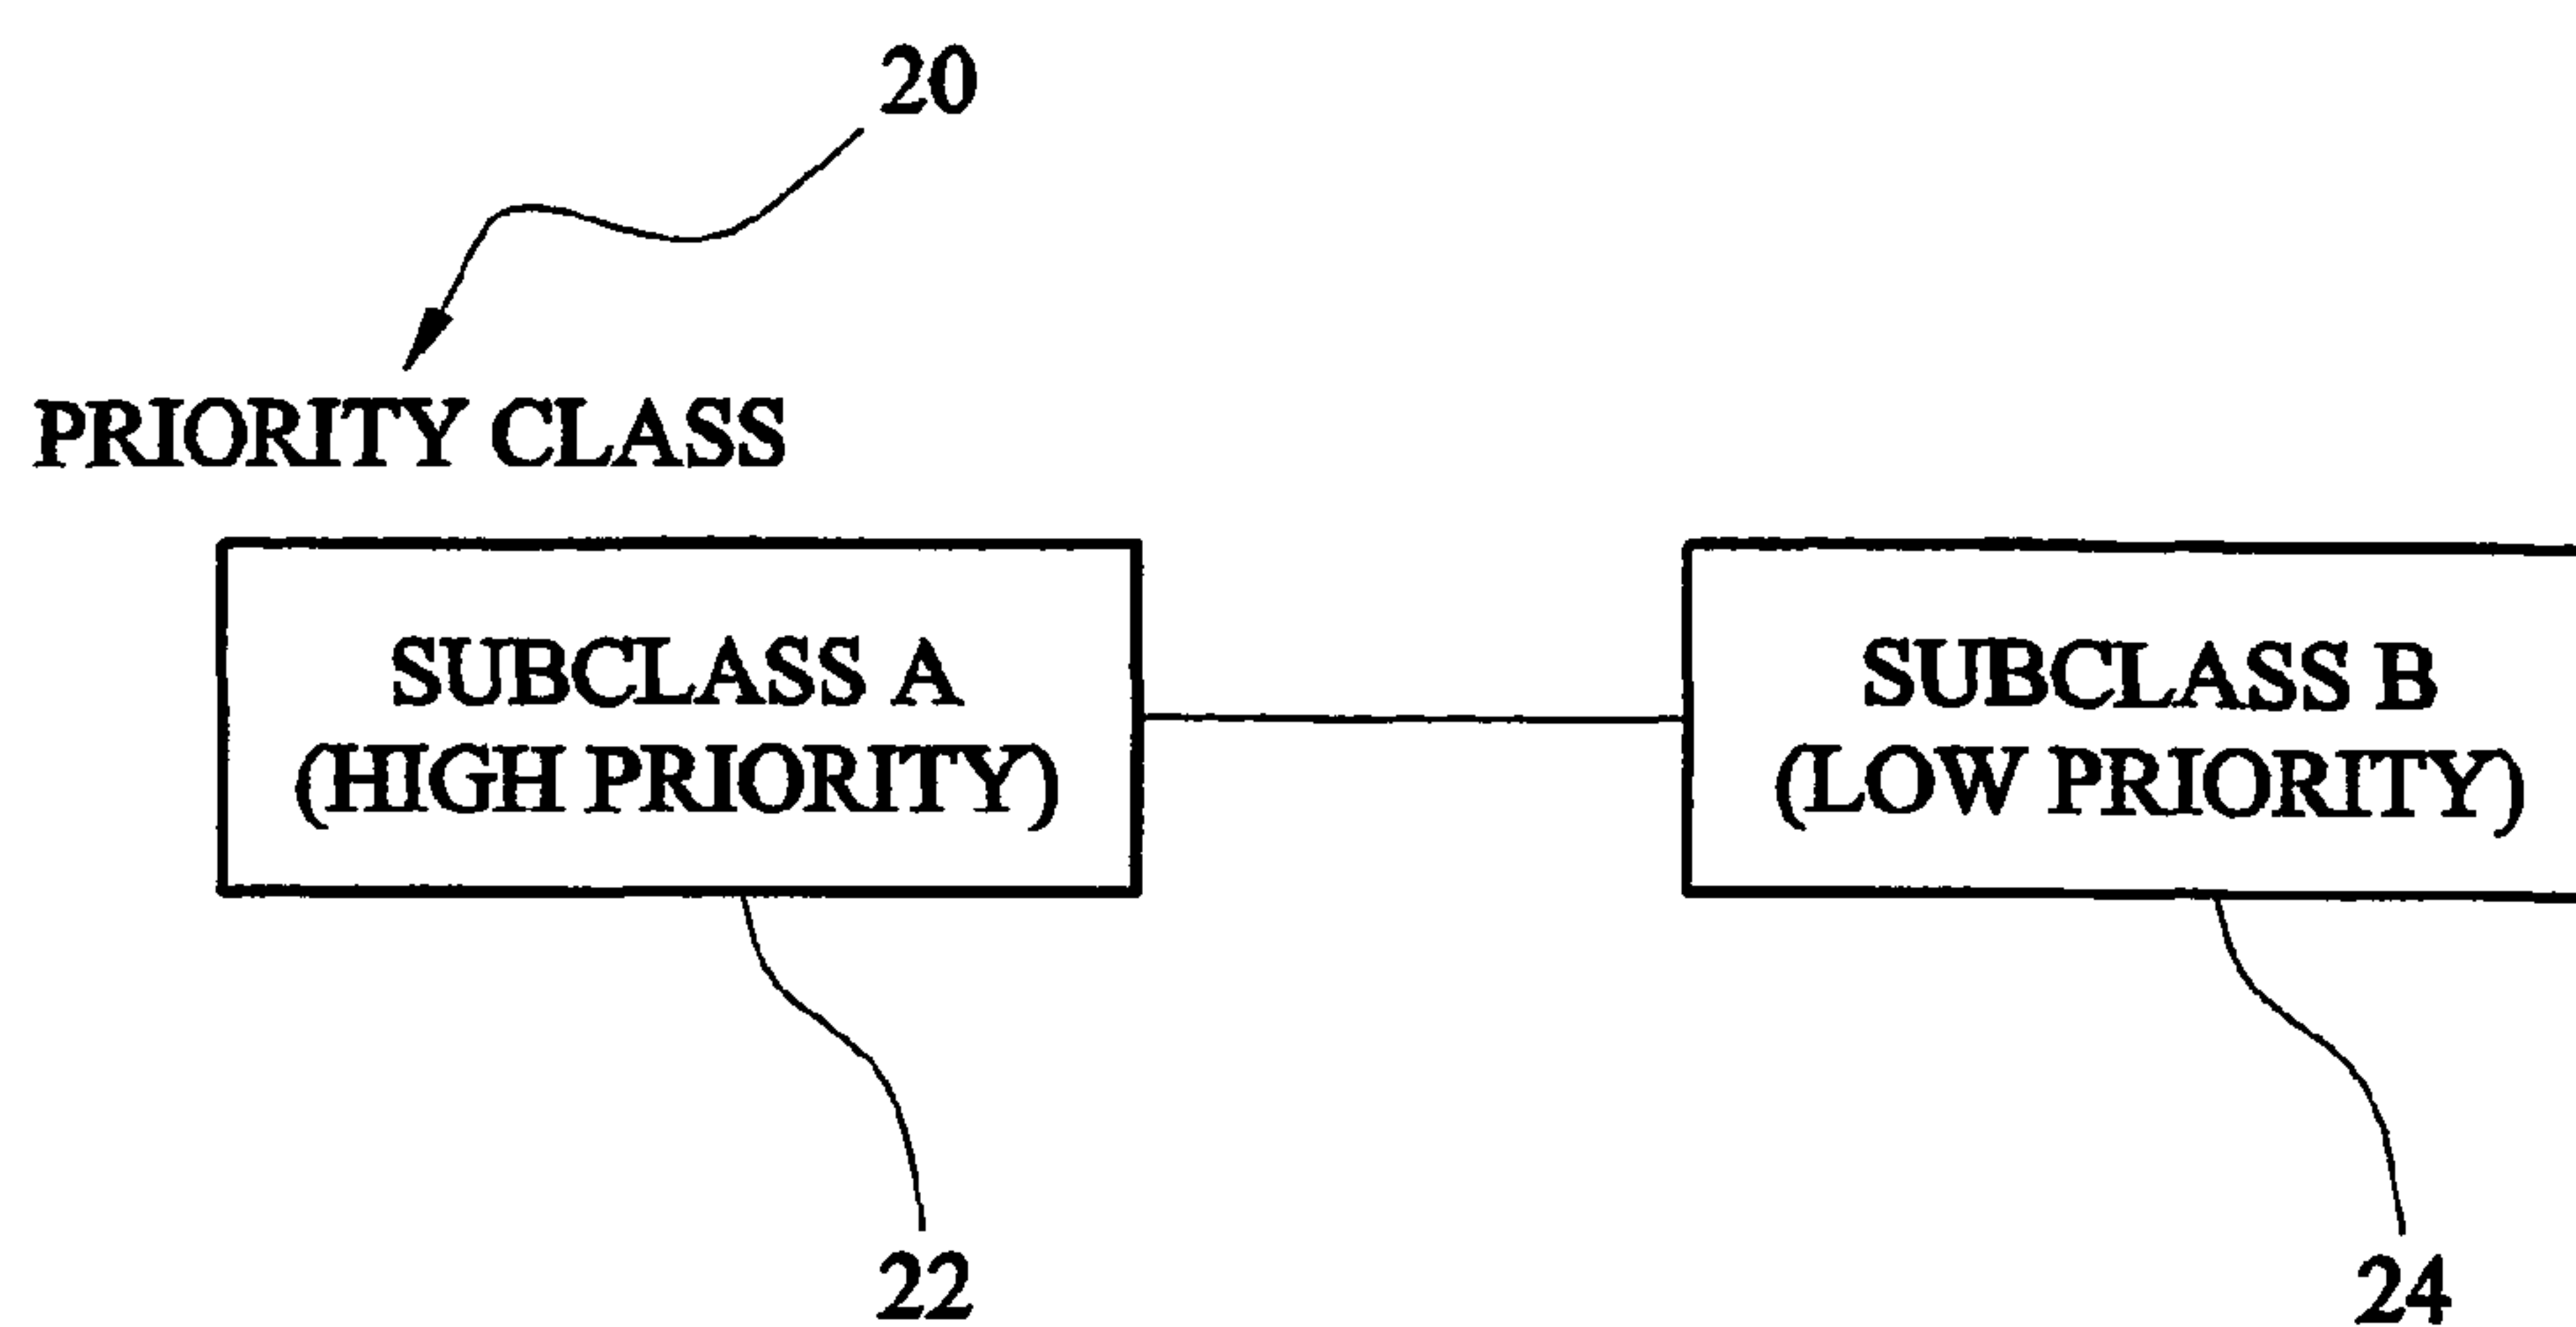 20
PRIORITY CLASS
SUBCLASS A
(HIGH PRIORITY)
SUBCLASS B
(LOW PRIORITY)
22
24